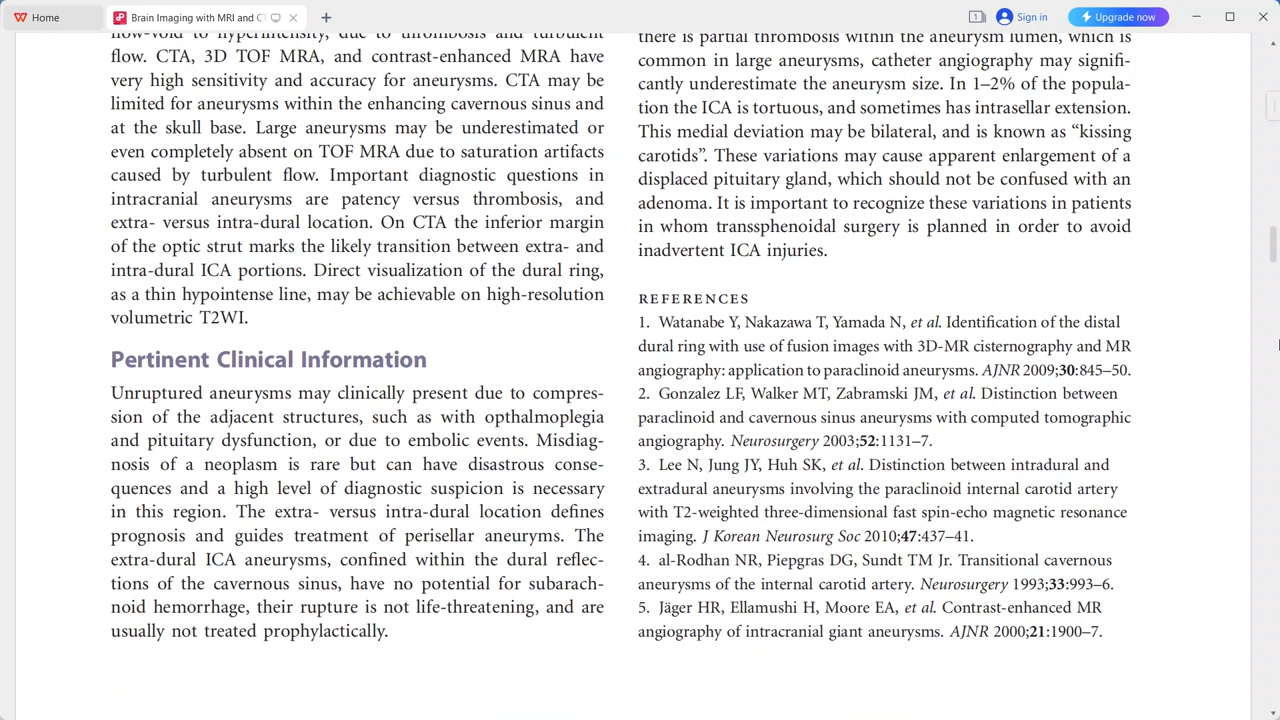 Home
Brain Imaging with MRI and C
1
Sign in
Upgrade now
flow-void to hyperintensity, due to thrombosis and turbulent
flow. CTA, 3D TOF MRA, and contrast-enhanced MRA have
very high sensitivity and accuracy for aneurysms. CTA may be
limited for aneurysms within the enhancing cavernous sinus and
at the skull base. Large aneurysms may be underestimated or
even completely absent on TOF MRA due to saturation artifacts
caused by turbulent flow. Important diagnostic questions in
intracranial aneurysms are patency versus thrombosis, and
extra- versus intra-dural location. On CTA the inferior margin
of the optic strut marks the likely transition between extra- and
intra-dural ICA portions. Direct visualization of the dural ring,
as a thin hypointense line, may be achievable on high-resolution
volumetric T2WI.
Pertinent Clinical Information
Unruptured aneurysms may clinically present due to compres-
sion of the adjacent structures, such as with opthalmoplegia
and pituitary dysfunction, or due to embolic events. Misdiag-
nosis of a neoplasm is rare but can have disastrous conse-
quences and a high level of diagnostic suspicion is necessary
in this region. The extra- versus intra-dural location defines
prognosis and guides treatment of perisellar aneuryms. The
extra-dural ICA aneurysms, confined within the dural reflec-
tions of the cavernous sinus, have no potential for subarach-
noid hemorrhage, their rupture is not life-threatening, and are
usually not treated prophylactically.
there is partial thrombosis within the aneurysm lumen, which is
common in large aneurysms, catheter angiography may signifi-
cantly underestimate the aneurysm size. In 1–2% of the popula-
tion the ICA is tortuous, and sometimes has intrasellar extension.
This medial deviation may be bilateral, and is known as “kissing
carotids”. These variations may cause apparent enlargement of a
displaced pituitary gland, which should not be confused with an
adenoma. It is important to recognize these variations in patients
in whom transsphenoidal surgery is planned in order to avoid
inadvertent ICA injuries.
REFERENCES
1. Watanabe Y, Nakazawa T, Yamada N, et al. Identification of the distal
dural ring with use of fusion images with 3D-MR cisternography and MR
angiography: application to paraclinoid aneurysms. AJNR 2009;30:845–50.
2. Gonzalez LF, Walker MT, Zabramski JM, et al. Distinction between
paraclinoid and cavernous sinus aneurysms with computed tomographic
angiography. Neurosurgery 2003;52:1131–7.
3. Lee N, Jung JY, Huh SK, et al. Distinction between intradural and
extradural aneurysms involving the paraclinoid internal carotid artery
with T2-weighted three-dimensional fast spin-echo magnetic resonance
imaging. J Korean Neurosurg Soc 2010;47:437–41.
4. al-Rodhan NR, Piepgras DG, Sundt TM Jr. Transitional cavernous
aneurysms of the internal carotid artery. Neurosurgery 1993;33:993–6.
5. Jäger HR, Ellamushi H, Moore EA, et al. Contrast-enhanced MR
angiography of intracranial giant aneurysms. AJNR 2000;21:1900–7.